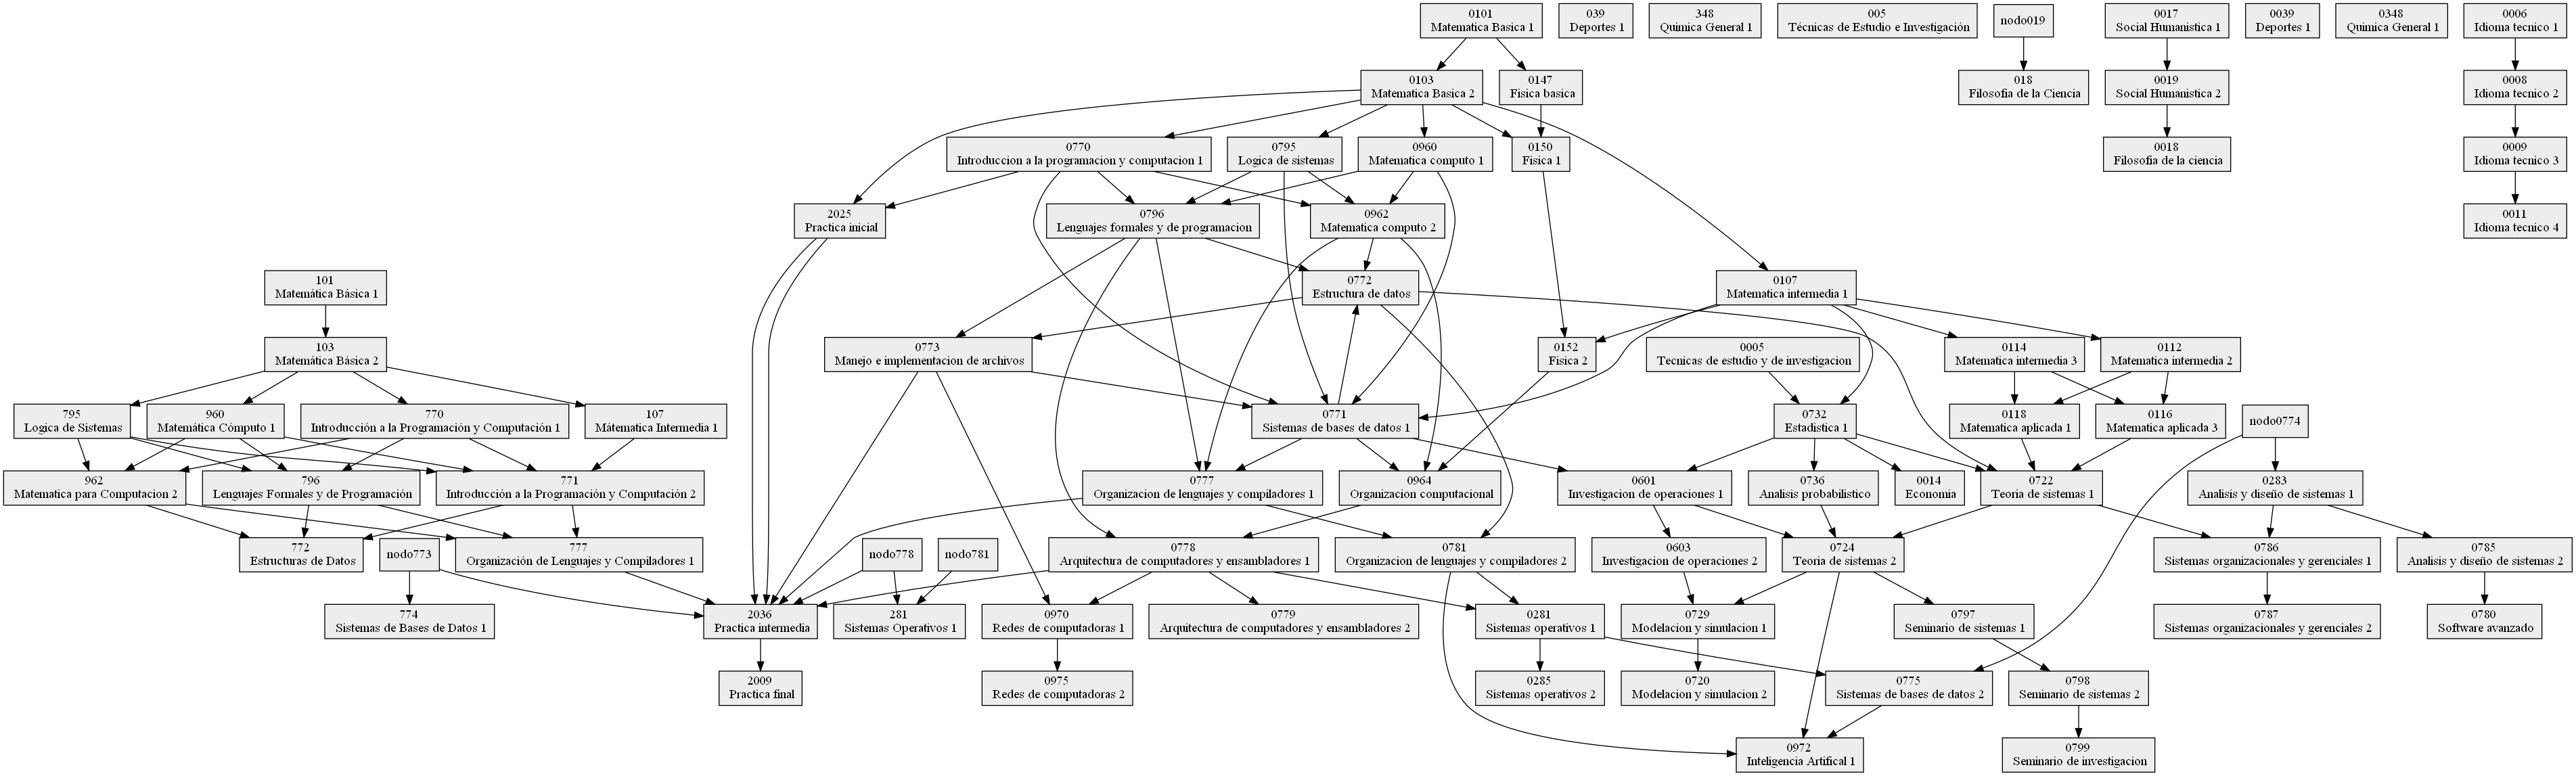 0101
Matematica Basica 1
039
Deportes 1
348
Quimica General 1
005
Técnicas de Estudio e Investigación
nodo019
0017
Social Humanistica 1
0039
Deportes 1
0348
Quimica General 1
0006
Idioma tecnico 1
0103
Matematica Basica 2
0147
Fisica basica
018
Filosofia de la Ciencia
0019
Social Humanistica 2
0008
Idioma tecnico 2
0770
Introduccion a la programacion y computacion 1
0795
Logica de sistemas
0960
Matematica computo 1
0150
Fisica 1
0018
Filosofia de la ciencia
0009
Idioma tecnico 3
2025
Practica inicial
0796
Lenguajes formales y de programacion
0962
Matematica computo 2
0011
Idioma tecnico 4
101
Matemática Básica 1
0772
Estructura de datos
0107
Matematica intermedia 1
103
Matemática Básica 2
0773
Manejo e implementacion de archivos
0152
Fisica 2
0005
Tecnicas de estudio y de investigacion
0114
Matematica intermedia 3
0112
Matematica intermedia 2
795
Logica de Sistemas
960
Matemática Cómputo 1
770
Introducción a la Programación y Computación 1
107
Mátematica Intermedia 1
0771
Sistemas de bases de datos 1
0732
Estadistica 1
0118
Matematica aplicada 1
0116
Matematica aplicada 3
nodo0774
962
Matematica para Computacion 2
796
Lenguajes Formales y de Programación
771
Introducción a la Programación y Computación 2
0777
Organizacion de lenguajes y compiladores 1
0964
Organizacion computacional
0601
Investigacion de operaciones 1
0736
Analisis probabilistico
0014
Economia
0722
Teoria de sistemas 1
0283
Analisis y diseño de sistemas 1
772
Estructuras de Datos
nodo773
777
Organización de Lenguajes y Compiladores 1
nodo778
nodo781
0778
Arquitectura de computadores y ensambladores 1
0781
Organizacion de lenguajes y compiladores 2
0603
Investigacion de operaciones 2
0724
Teoria de sistemas 2
0786
Sistemas organizacionales y gerenciales 1
0785
Analisis y diseño de sistemas 2
774
Sistemas de Bases de Datos 1
2036
Practica intermedia
281
Sistemas Operativos 1
0970
Redes de computadoras 1
0779
Arquitectura de computadores y ensambladores 2
0281
Sistemas operativos 1
0729
Modelacion y simulacion 1
0797
Seminario de sistemas 1
0787
Sistemas organizacionales y gerenciales 2
0780
Software avanzado
2009
Practica final
0975
Redes de computadoras 2
0285
Sistemas operativos 2
0720
Modelacion y simulacion 2
0775
Sistemas de bases de datos 2
0798
Seminario de sistemas 2
0972
Inteligencia Artifical 1
0799
Seminario de investigacion